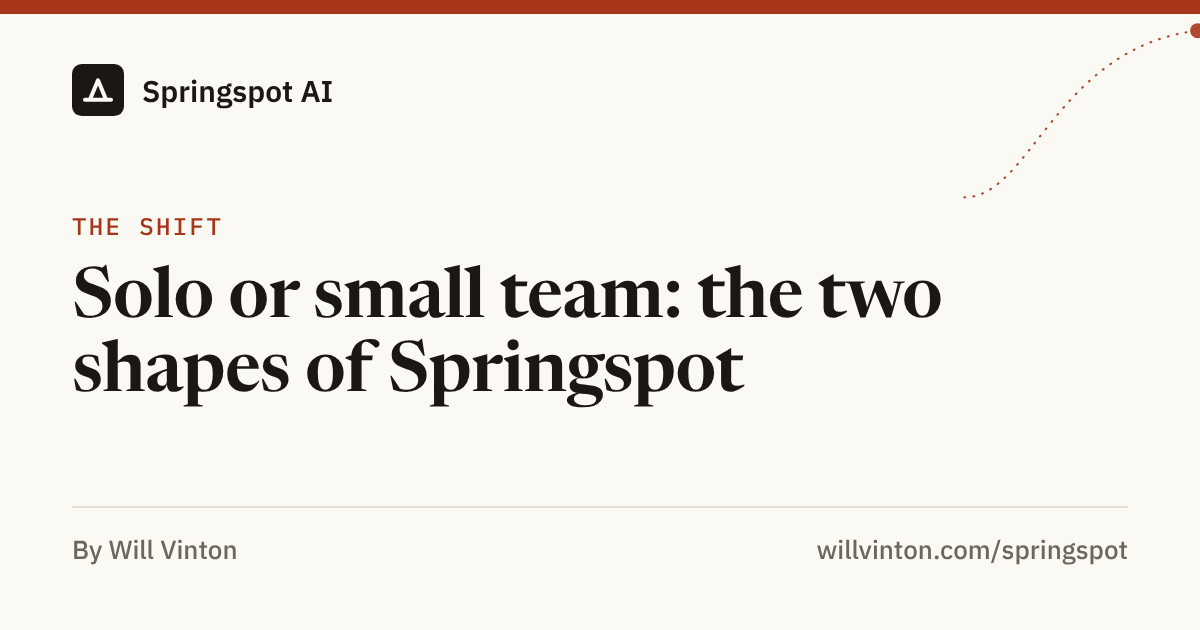 Springspot AI
THE SHIFT
Solo or small team: the two
shapes of Springspot
By Will Vinton
willvinton.com/springspot